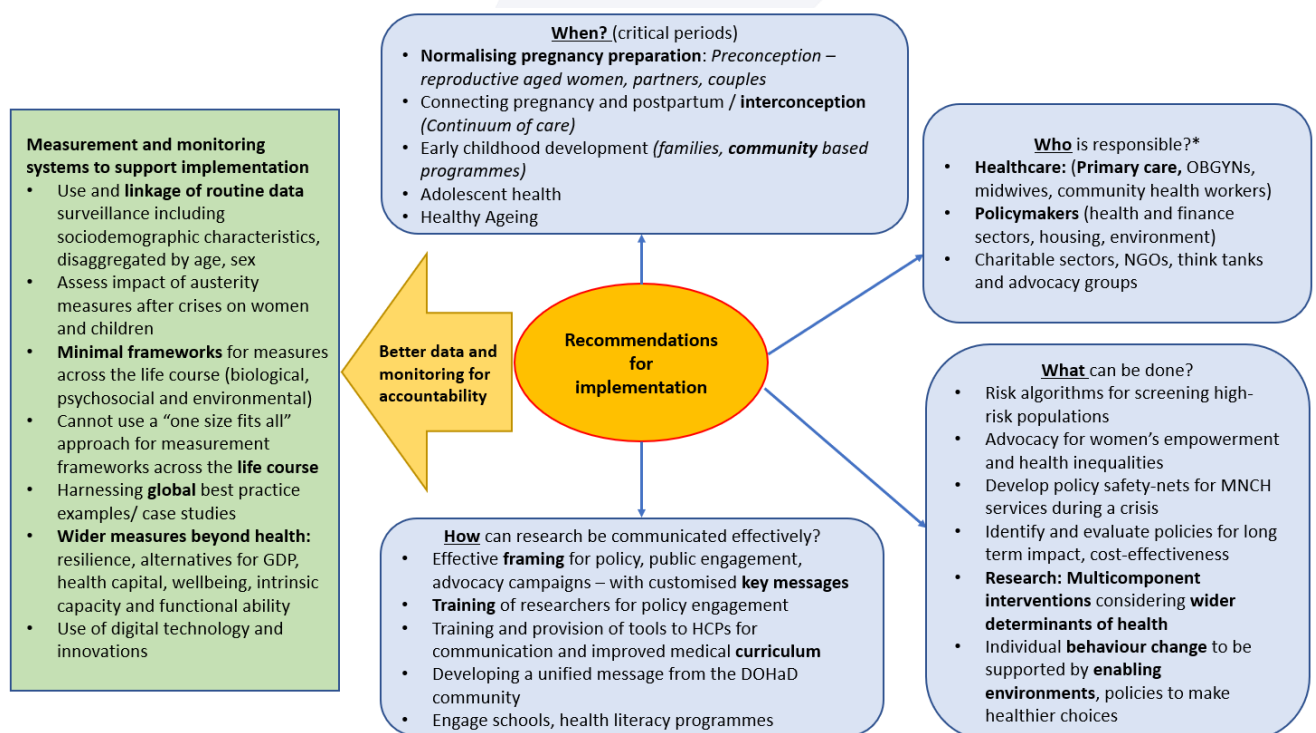 When? (critical periods)
• Normalising pregnancy preparation: Preconception –
reproductive aged women, partners, couples
• Connecting pregnancy and postpartum / interconception
(Continuum of care)
• Early childhood development (families, community based
programmes)
• Adolescent health
• Healthy Ageing
Measurement and monitoring
systems to support implementation
• Use and linkage of routine data
surveillance including
sociodemographic characteristics,
disaggregated by age, sex
• Assess impact of austerity
measures after crises on women
and children
• Minimal frameworks for measures
across the life course (biological,
psychosocial and environmental)
• Cannot use a “one size fits all”
approach for measurement
frameworks across the life course
• Harnessing global best practice
examples/ case studies
• Wider measures beyond health:
resilience, alternatives for GDP,
health capital, wellbeing, intrinsic
capacity and functional ability
• Use of digital technology and
innovations
Better data and
monitoring for
accountability
Recommendations
for
implementation
Who is responsible?*
• Healthcare: (Primary care, OBGYNs,
midwives, community health workers)
• Policymakers (health and finance
sectors, housing, environment)
• Charitable sectors, NGOs, think tanks
and advocacy groups
What can be done?
• Risk algorithms for screening high-
risk populations
• Advocacy for women’s empowerment
and health inequalities
• Develop policy safety-nets for MNCH
services during a crisis
• Identify and evaluate policies for long
term impact, cost-effectiveness
• Research: Multicomponent
interventions considering wider
determinants of health
• Individual behaviour change to be
supported by enabling
environments, policies to make
healthier choices
How can research be communicated effectively?
• Effective framing for policy, public engagement,
advocacy campaigns – with customised key messages
• Training of researchers for policy engagement
• Training and provision of tools to HCPs for
communication and improved medical curriculum
• Developing a unified message from the DOHaD
community
• Engage schools, health literacy programmes